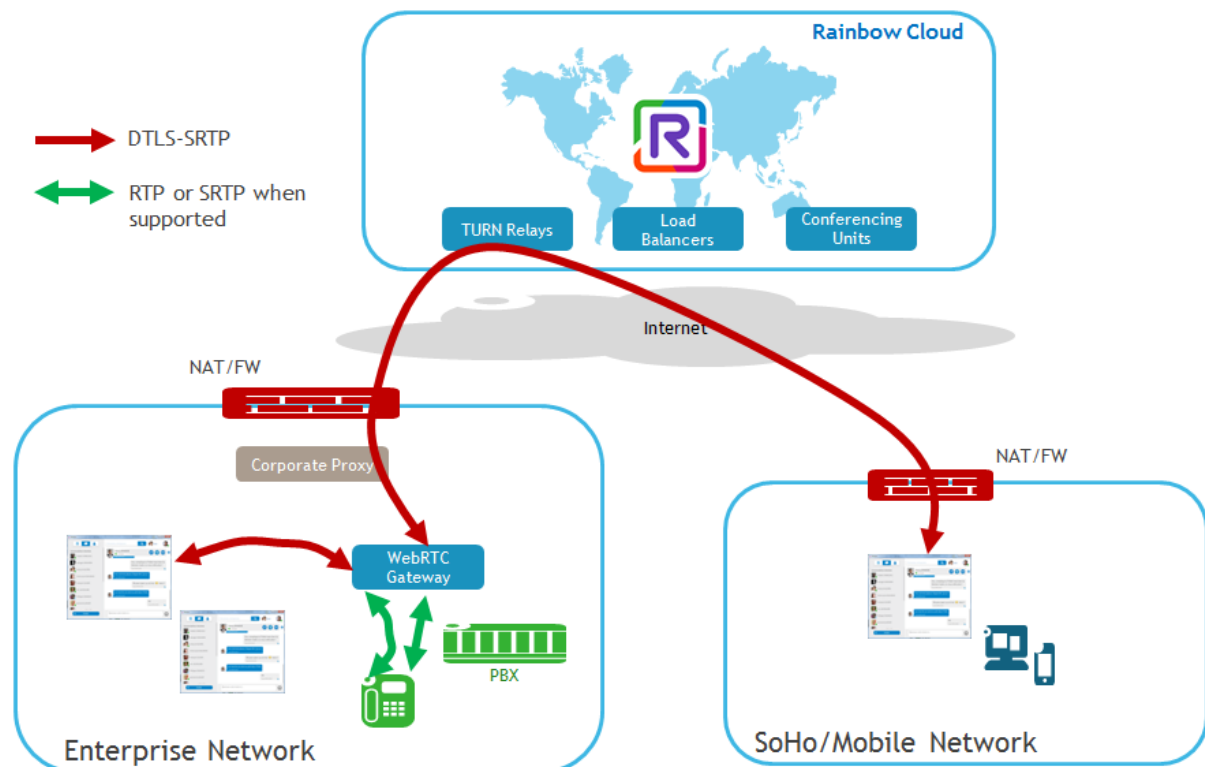 Rainbow Cloud
R
DTLS-SRTP
RTP or SRTP when
supported
TURN Relays
Load
Balancers
Conferencing
Units
Internet
NAT/FW
Corporate Proxy
NAT/FW
WebRTC
Gateway
PBX
Enterprise Network
SoHo/Mobile Network